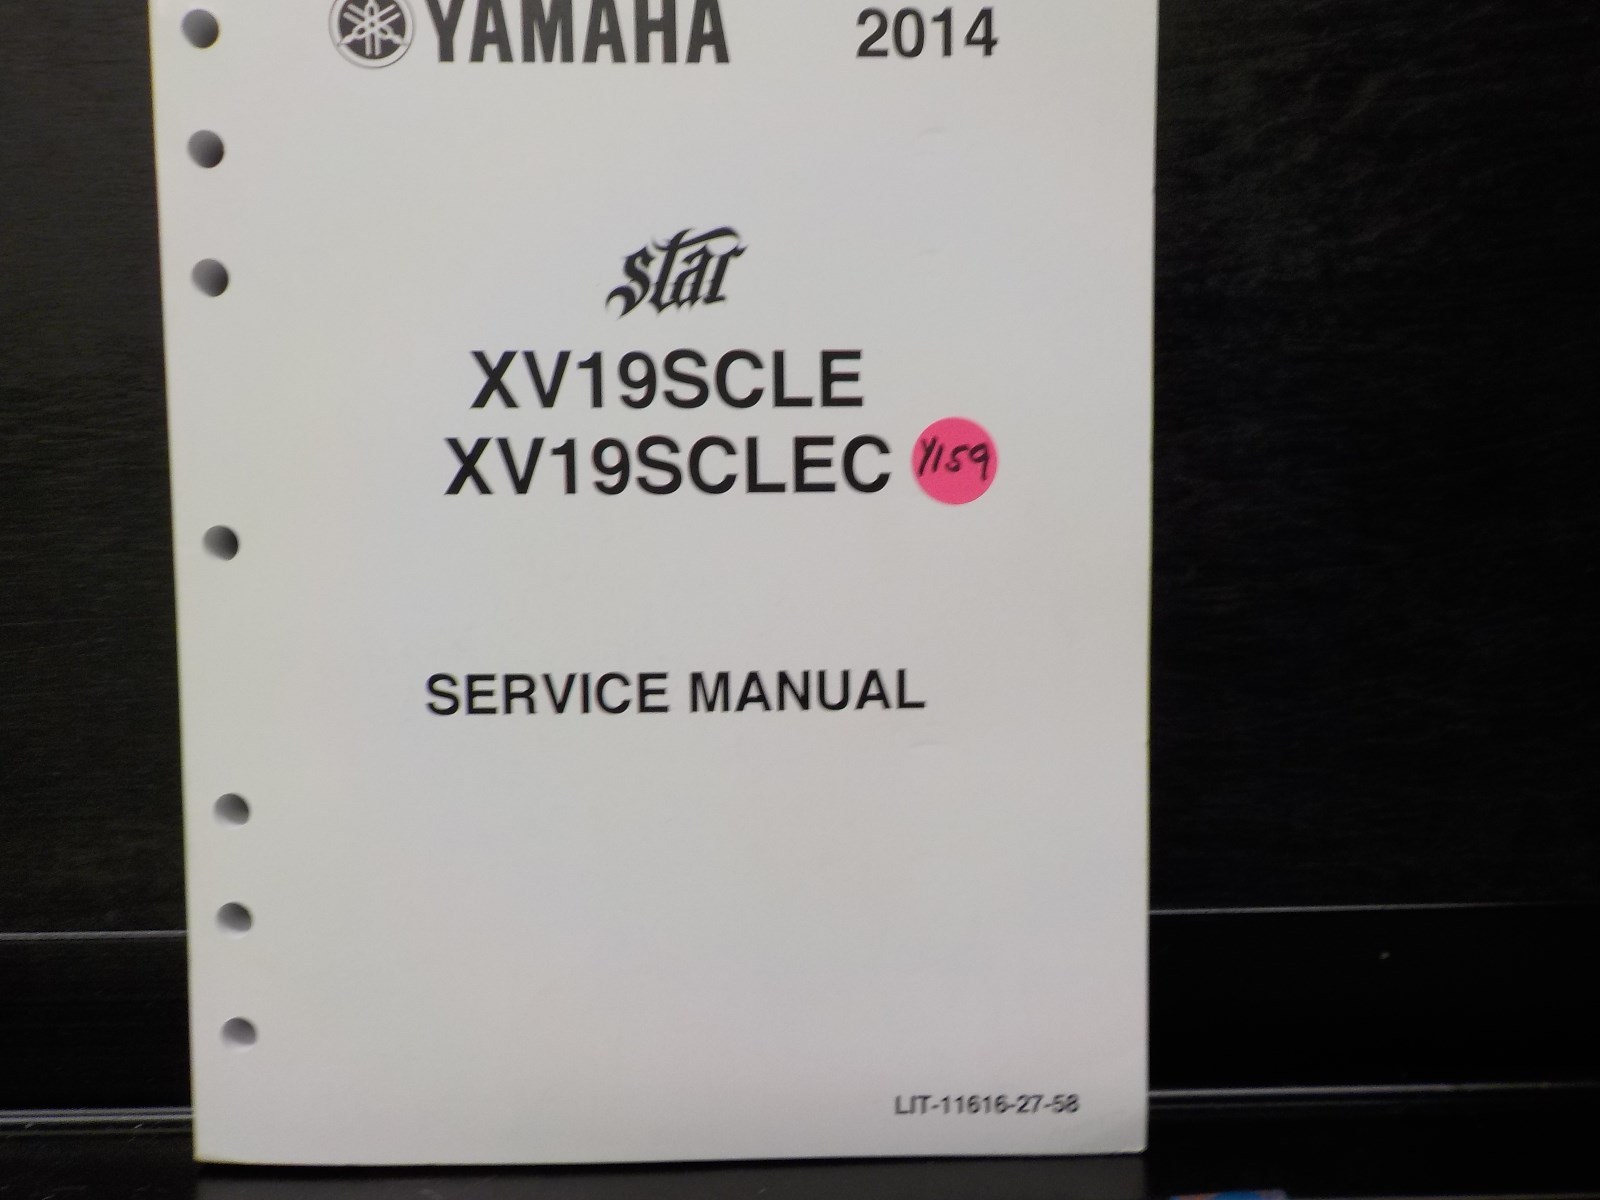 YAMAHA 2014
star
XV19SCLE
XV19SCLEC Y159
SERVICE MANUAL
LIT-11616-27-58